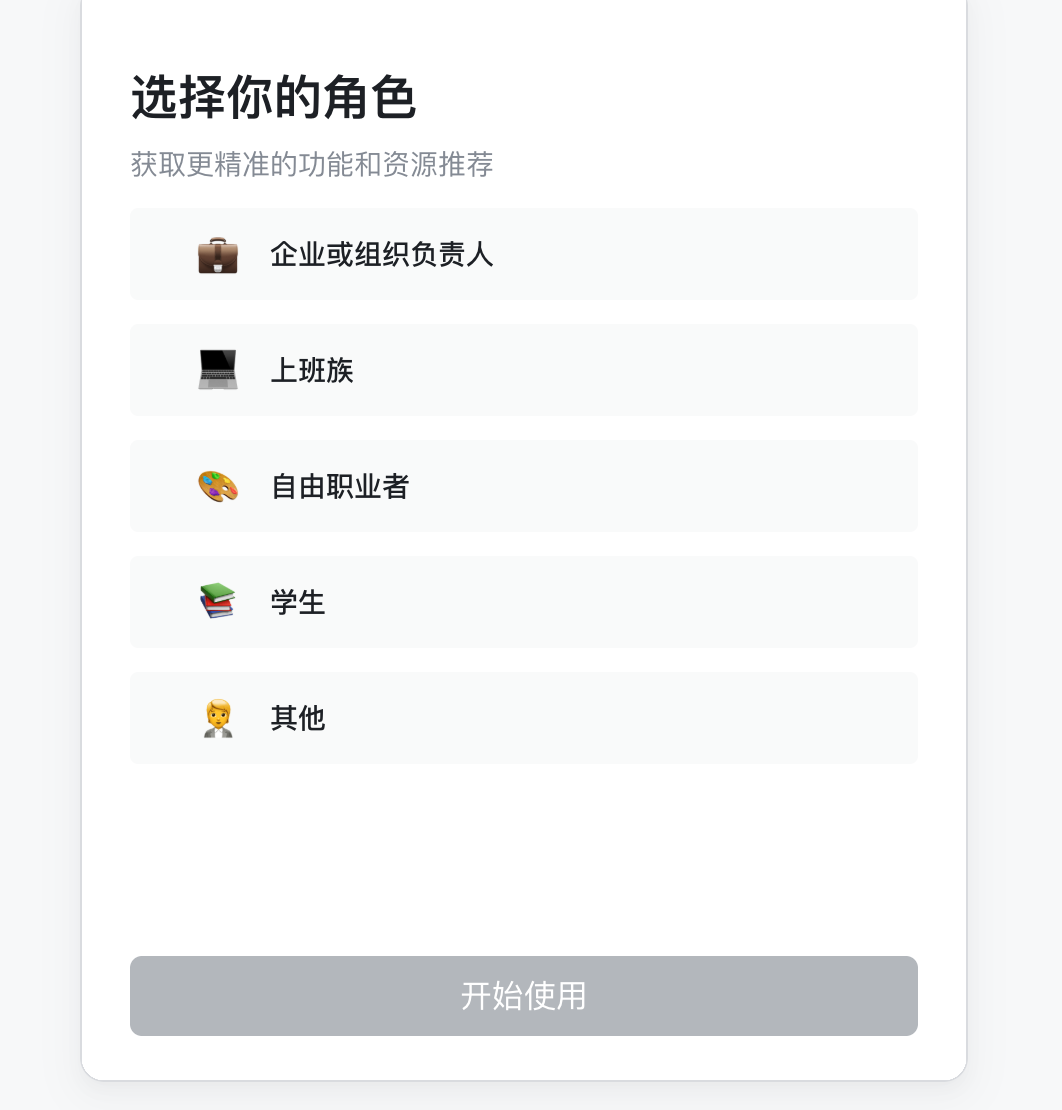 选择你的角色
获取更精准的功能和资源推荐
企业或组织负责人
上班族
自由职业者
学生
其他
开始使用